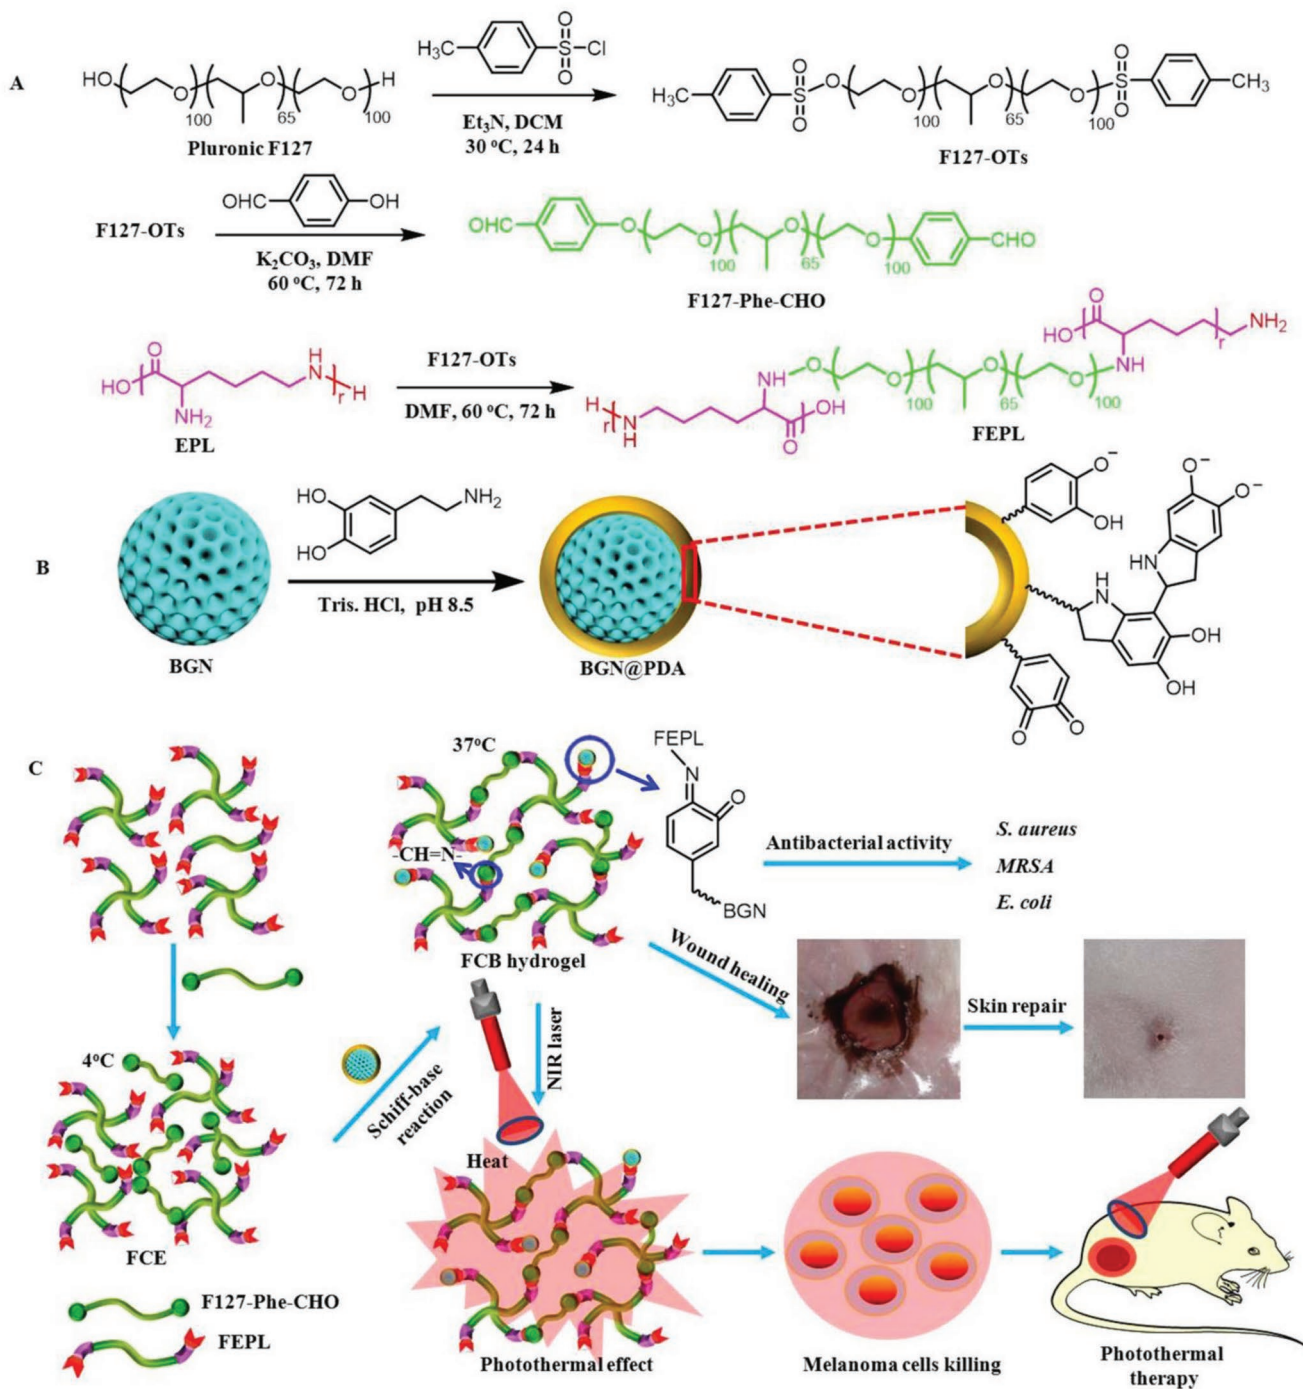 A
HO
O
100
O
65
O
H
100
Pluronic F127
H₃C
S
O
O
Cl
Et₃N, DCM
30 °C, 24 h
H₃C
S
O
O
O
O
100
O
65
O
100
S
O
O
CH₃
F127-OTs
F127-OTs
OHC
OH
K₂CO₃, DMF
60 °C, 72 h
OHC
O
O
100
O
65
O
100
CHO
F127-Phe-CHO
HO
O
NH₂
H
N
r
H
EPL
F127-OTs
DMF, 60 °C, 72 h
H
r
N
H
NH
O
OH
O
O
100
O
65
O
100
NH
HO
O
r
NH₂
FEPL
B
BGN
HO
HO
NH₂
Tris. HCl, pH 8.5
BGN@PDA
O⁻
OH
O⁻
O⁻
H
N
H
N
OH
OH
O
O
C
37°C
-CH=N-
FCB hydrogel
FEPL
N
O
BGN
Antibacterial activity
S. aureus
MRSA
E. coli
Wound healing
Skin repair
4°C
FCE
Schiff-base
reaction
NIR laser
Heat
F127-Phe-CHO
FEPL
Photothermal effect
Melanoma cells killing
Photothermal
therapy